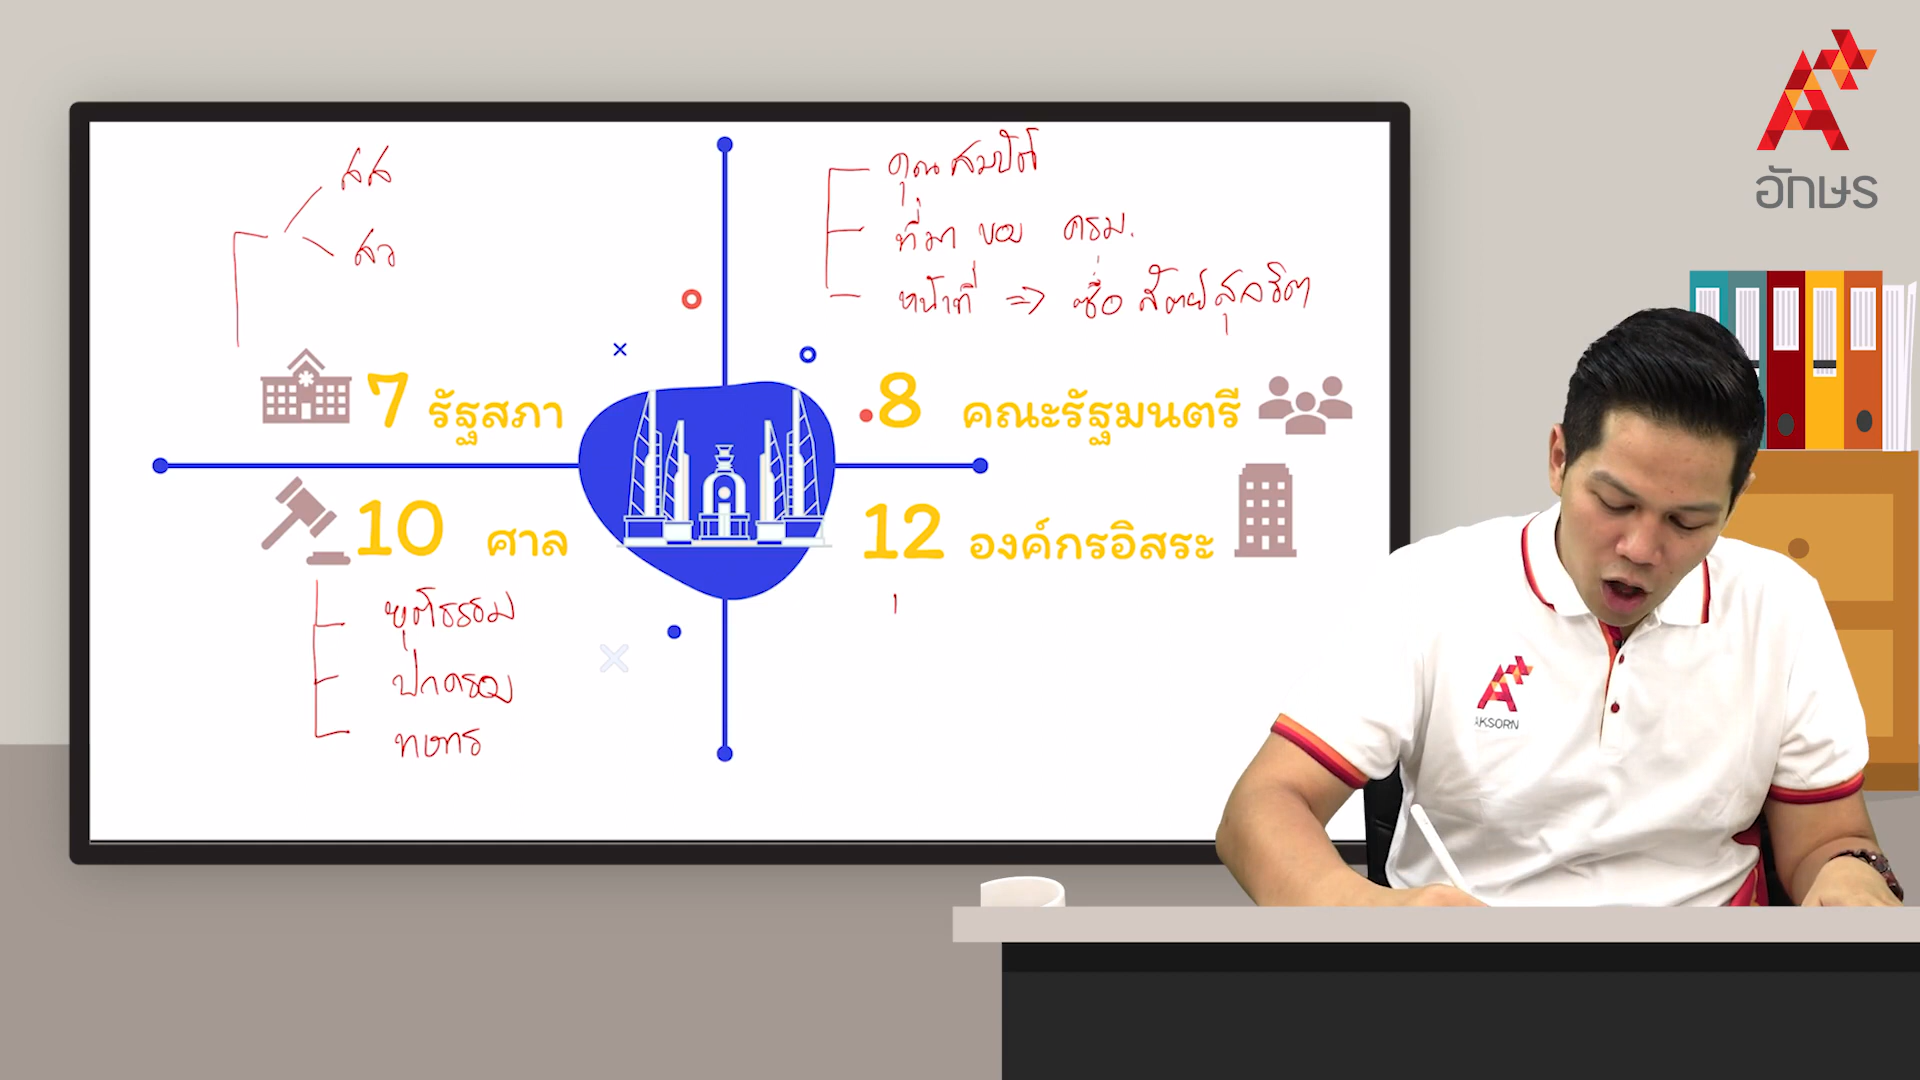 สส
สว
คุณสมบัติ
ที่มา ของ ครม.
หน้าที่ => ซื่อสัตย์สุจริต
7 รัฐสภา
8 คณะรัฐมนตรี
10 ศาล
12 องค์กรอิสระ
ยุติธรรม
ปกครอง
ทหาร
อักษร
AKSORN